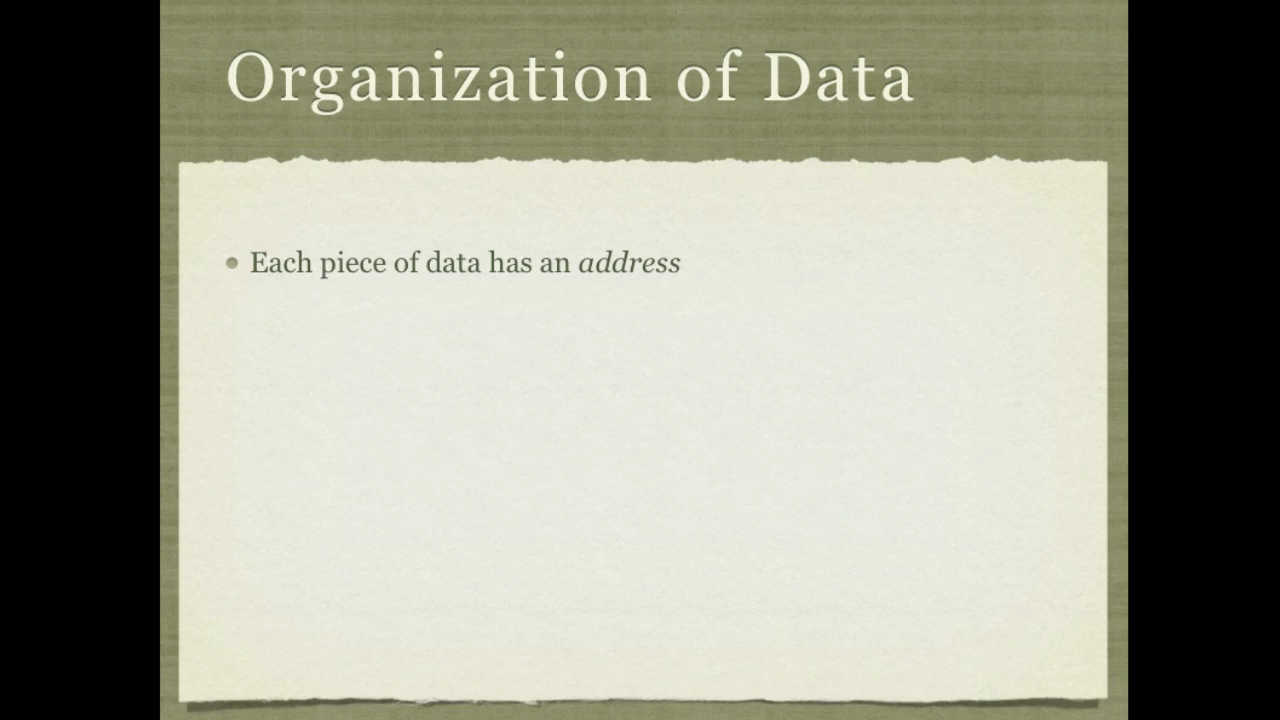 Organization of Data
• Each piece of data has an address